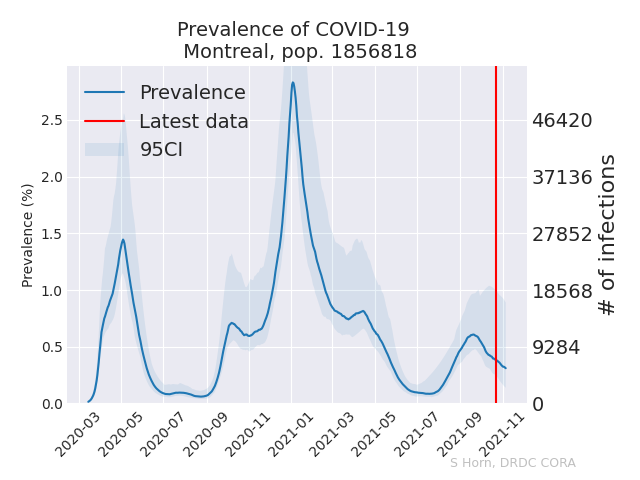 Prevalence of COVID-19
Montreal, pop. 1856818
Prevalence
Latest data
95CI
Prevalence (%)
2.5
2.0
1.5
1.0
0.5
0.0
46420
37136
27852
18568
9284
0
# of infections
2020-03
2020-05
2020-07
2020-09
2020-11
2021-01
2021-03
2021-05
2021-07
2021-09
2021-11
S Horn, DRDC CORA